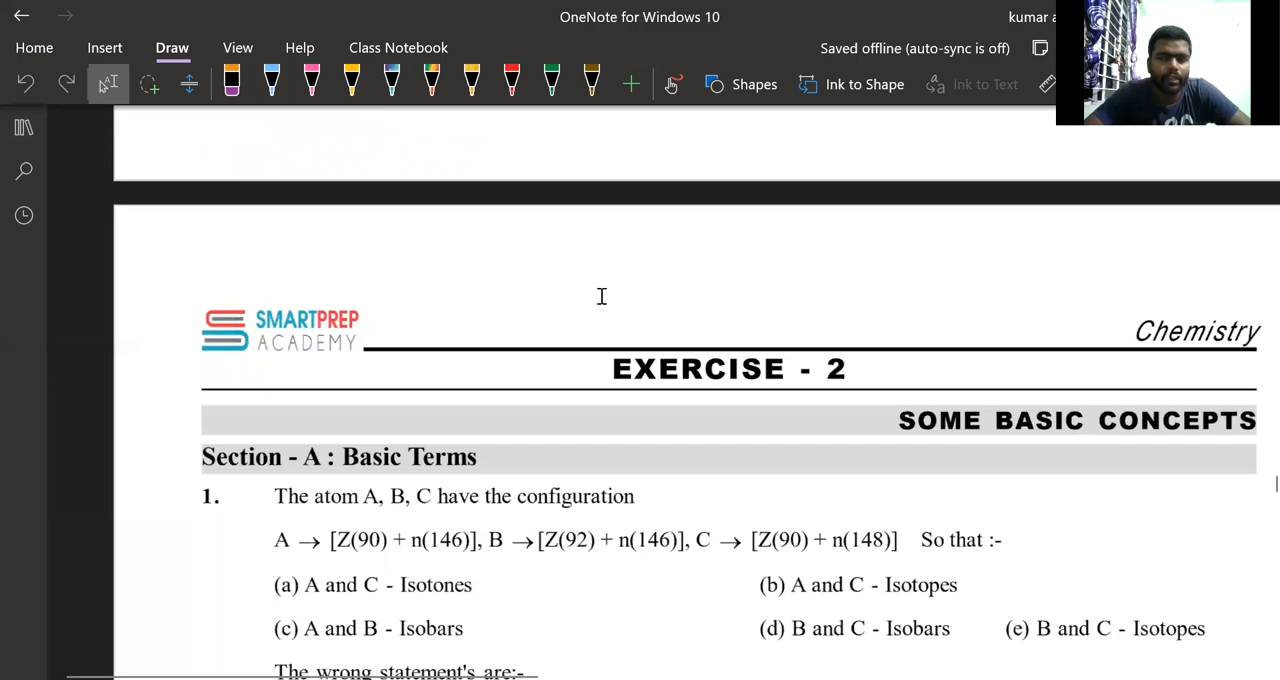 OneNote for Windows 10
kumar a
Home Insert Draw View Help Class Notebook
Saved offline (auto-sync is off)
Shapes Ink to Shape Ink to Text
SMARTPREP
ACADEMY
Chemistry
EXERCISE - 2
SOME BASIC CONCEPTS
Section - A : Basic Terms
1. The atom A, B, C have the configuration
A → [Z(90) + n(146)], B → [Z(92) + n(146)], C → [Z(90) + n(148)] So that :-
(a) A and C - Isotones (b) A and C - Isotopes
(c) A and B - Isobars (d) B and C - Isobars (e) B and C - Isotopes
The wrong statement's are:-